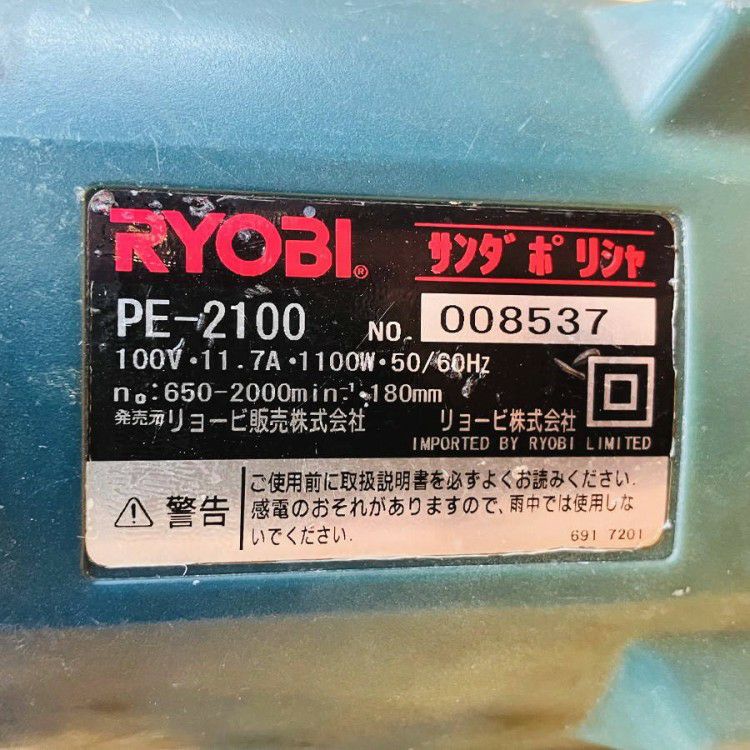 RYOBI® サンダポリシャ
PE-2100 NO. 008537
100V・11.7A・1100W・50/60Hz
n₀:650-2000min⁻¹・180mm
発売元リョービ販売株式会社 リョービ株式会社
IMPORTED BY RYOBI LIMITED
⚠ 警告
ご使用前に取扱説明書を必ずよくお読みください.
感電のおそれがありますので、雨中では使用しな
いでください.
691 7201